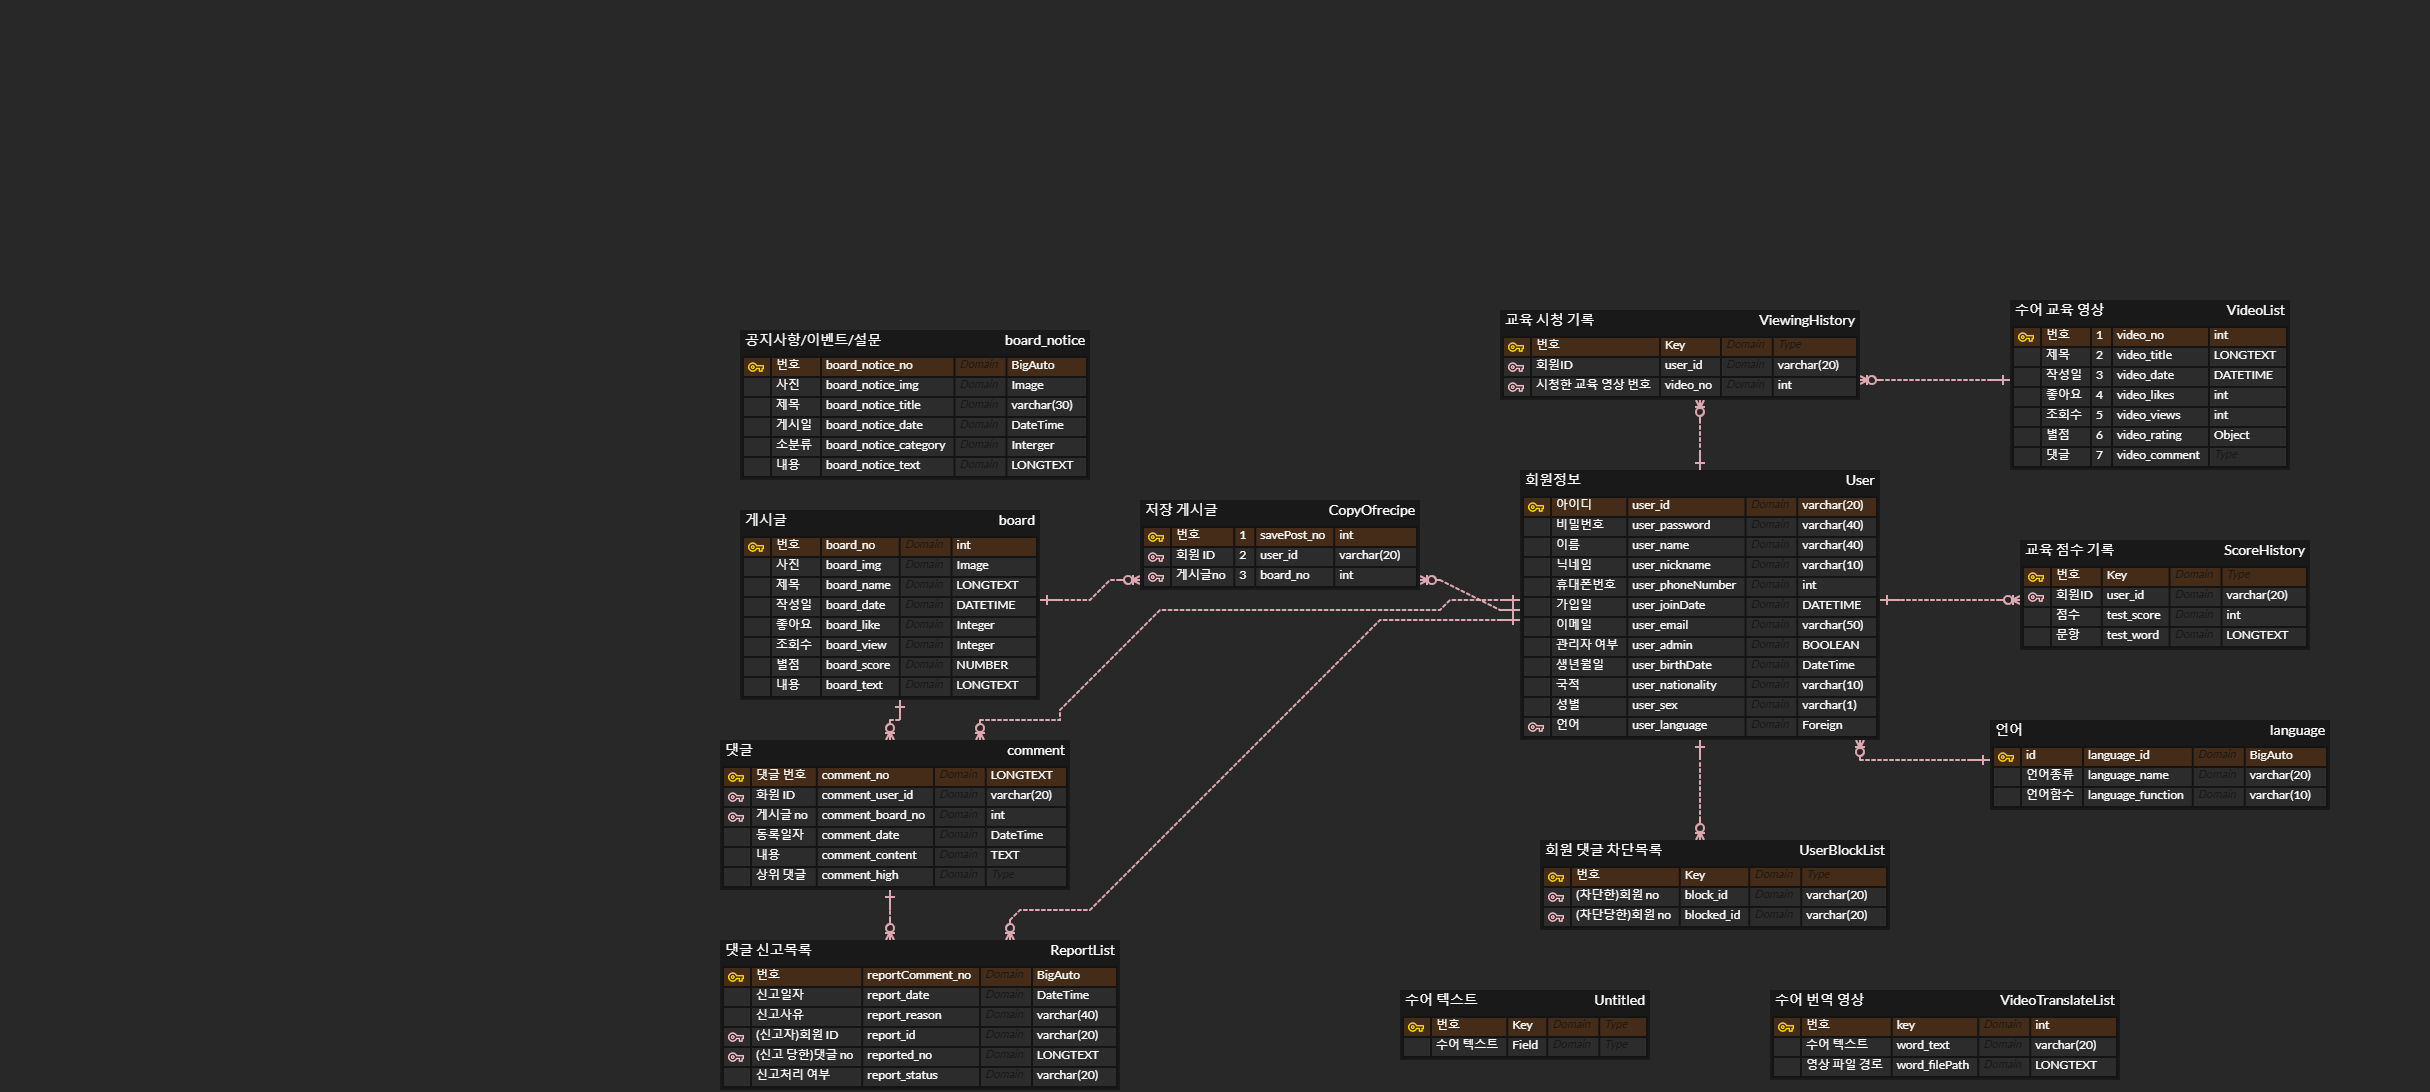 공지사항/이벤트/설문 board_notice
번호 board_notice_no Domain BigAuto
사진 board_notice_img Domain Image
제목 board_notice_title Domain varchar(30)
게시일 board_notice_date Domain DateTime
소분류 board_notice_category Domain Interger
내용 board_notice_text Domain LONGTEXT
게시글 board
번호 board_no Domain int
사진 board_img Domain Image
제목 board_name Domain LONGTEXT
작성일 board_date Domain DATETIME
좋아요 board_like Domain Integer
조회수 board_view Domain Integer
별점 board_score Domain NUMBER
내용 board_text Domain LONGTEXT
댓글 comment
댓글 번호 comment_no Domain LONGTEXT
화원 ID comment_user_id Domain varchar(20)
게시글 no comment_board_no Domain int
등록일자 comment_date Domain DateTime
내용 comment_content Domain TEXT
상위 댓글 comment_high Domain Type
댓글 신고목록 ReportList
번호 reportComment_no Domain BigAuto
신고일자 report_date Domain DateTime
신고사유 report_reason Domain varchar(40)
(신고자)회원 ID report_id Domain varchar(20)
(신고 당한)댓글 no reported_no Domain LONGTEXT
신고처리 여부 report_status Domain varchar(20)
저장 게시글 CopyOfrecipe
번호 1 savePost_no int
회원 ID 2 user_id varchar(20)
게시글no 3 board_no int
교육 시청 기록 ViewingHistory
번호 Key Domain Type
회원ID user_id Domain varchar(20)
시청한 교육 영상 번호 video_no Domain int
회원정보 User
아이디 user_id Domain varchar(20)
비밀번호 user_password Domain varchar(40)
이름 user_name Domain varchar(40)
닉네임 user_nickname Domain varchar(10)
휴대폰번호 user_phoneNumber Domain int
가입일 user_joinDate Domain DATETIME
이메일 user_email Domain varchar(50)
관리자 여부 user_admin Domain BOOLEAN
생년월일 user_birthDate Domain DateTime
국적 user_nationality Domain varchar(10)
성별 user_sex Domain varchar(1)
언어 user_language Domain Foreign
회원 댓글 차단목록 UserBlockList
번호 Key Domain Type
(차단한)회원 no block_id Domain varchar(20)
(차단당한)회원 no blocked_id Domain varchar(20)
수어 텍스트 Untitled
번호 Key Domain Type
수어 텍스트 Field Domain Type
수어 교육 영상 VideoList
번호 1 video_no int
제목 2 video_title LONGTEXT
작성일 3 video_date DATETIME
좋아요 4 video_likes int
조회수 5 video_views int
별점 6 video_rating Object
댓글 7 video_comment Type
교육 점수 기록 ScoreHistory
번호 Key Domain Type
회원ID user_id Domain varchar(20)
점수 test_score Domain int
문항 test_word Domain LONGTEXT
언어 language
id language_id Domain BigAuto
언어종류 language_name Domain varchar(20)
언어함수 language_function Domain varchar(10)
수어 번역 영상 VideoTranslateList
번호 key Domain int
수어 텍스트 word_text Domain varchar(20)
영상 파일 경로 word_filePath Domain LONGTEXT